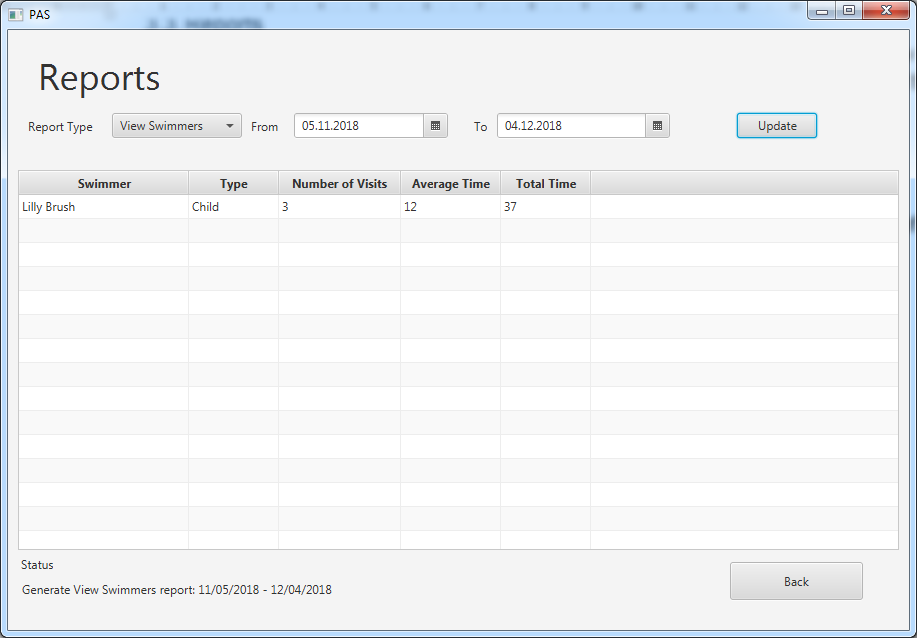 PAS
Reports
Report Type View Swimmers From 05.11.2018 To 04.12.2018 Update
Swimmer Type Number of Visits Average Time Total Time
Lilly Brush Child 3 12 37
Status
Generate View Swimmers report: 11/05/2018 - 12/04/2018
Back